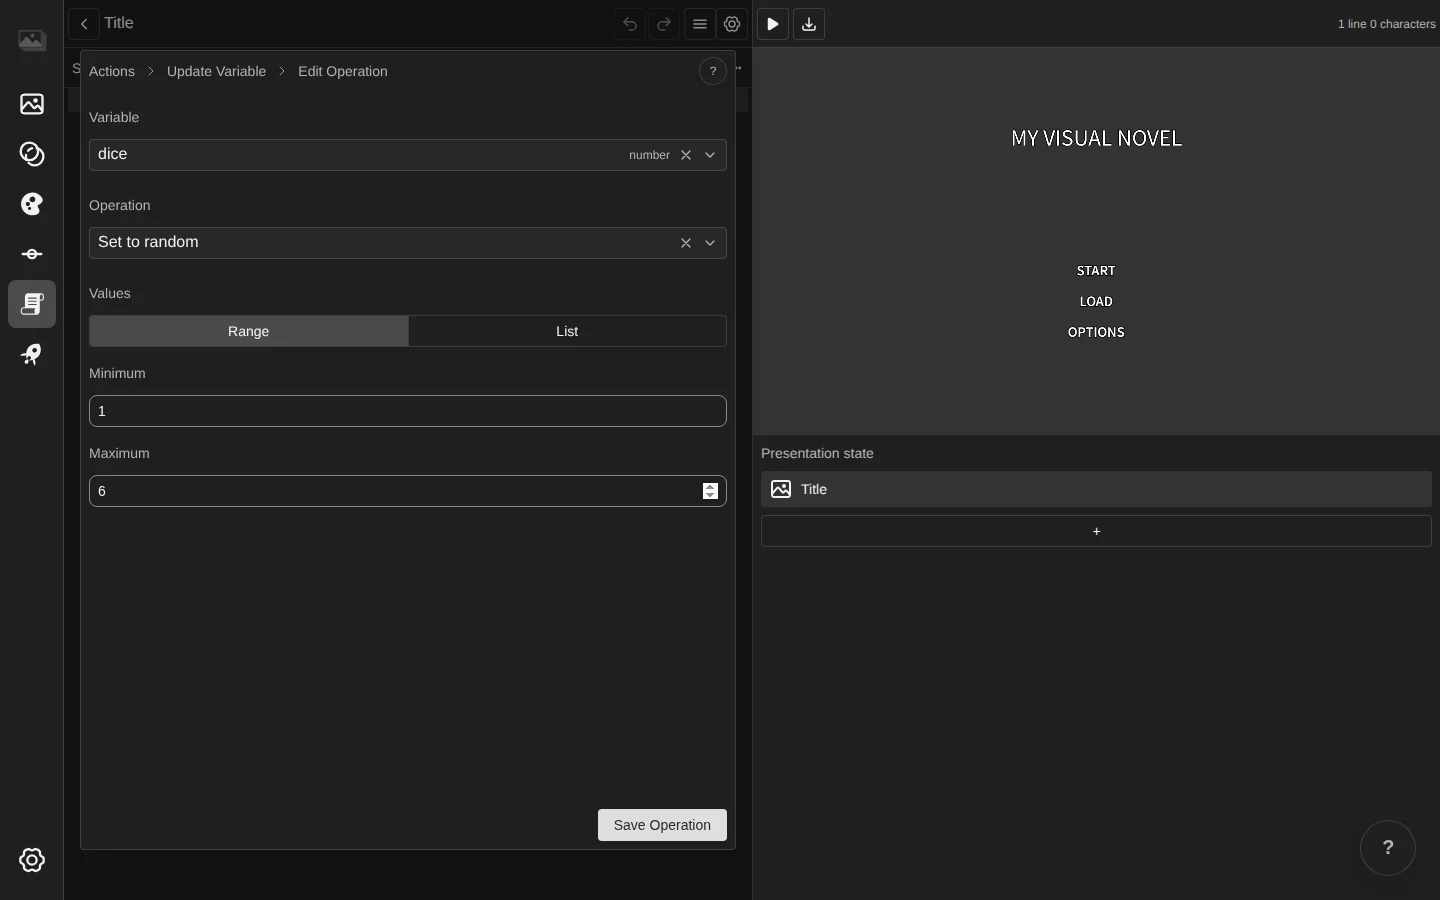 Title
1 line 0 characters
S
Actions
Update Variable
Edit Operation
?
Variable
dice
number
Operation
Set to random
Values
Range
List
Minimum
1
Maximum
6
Save Operation
MY VISUAL NOVEL
START
LOAD
OPTIONS
Presentation state
Title
+
?